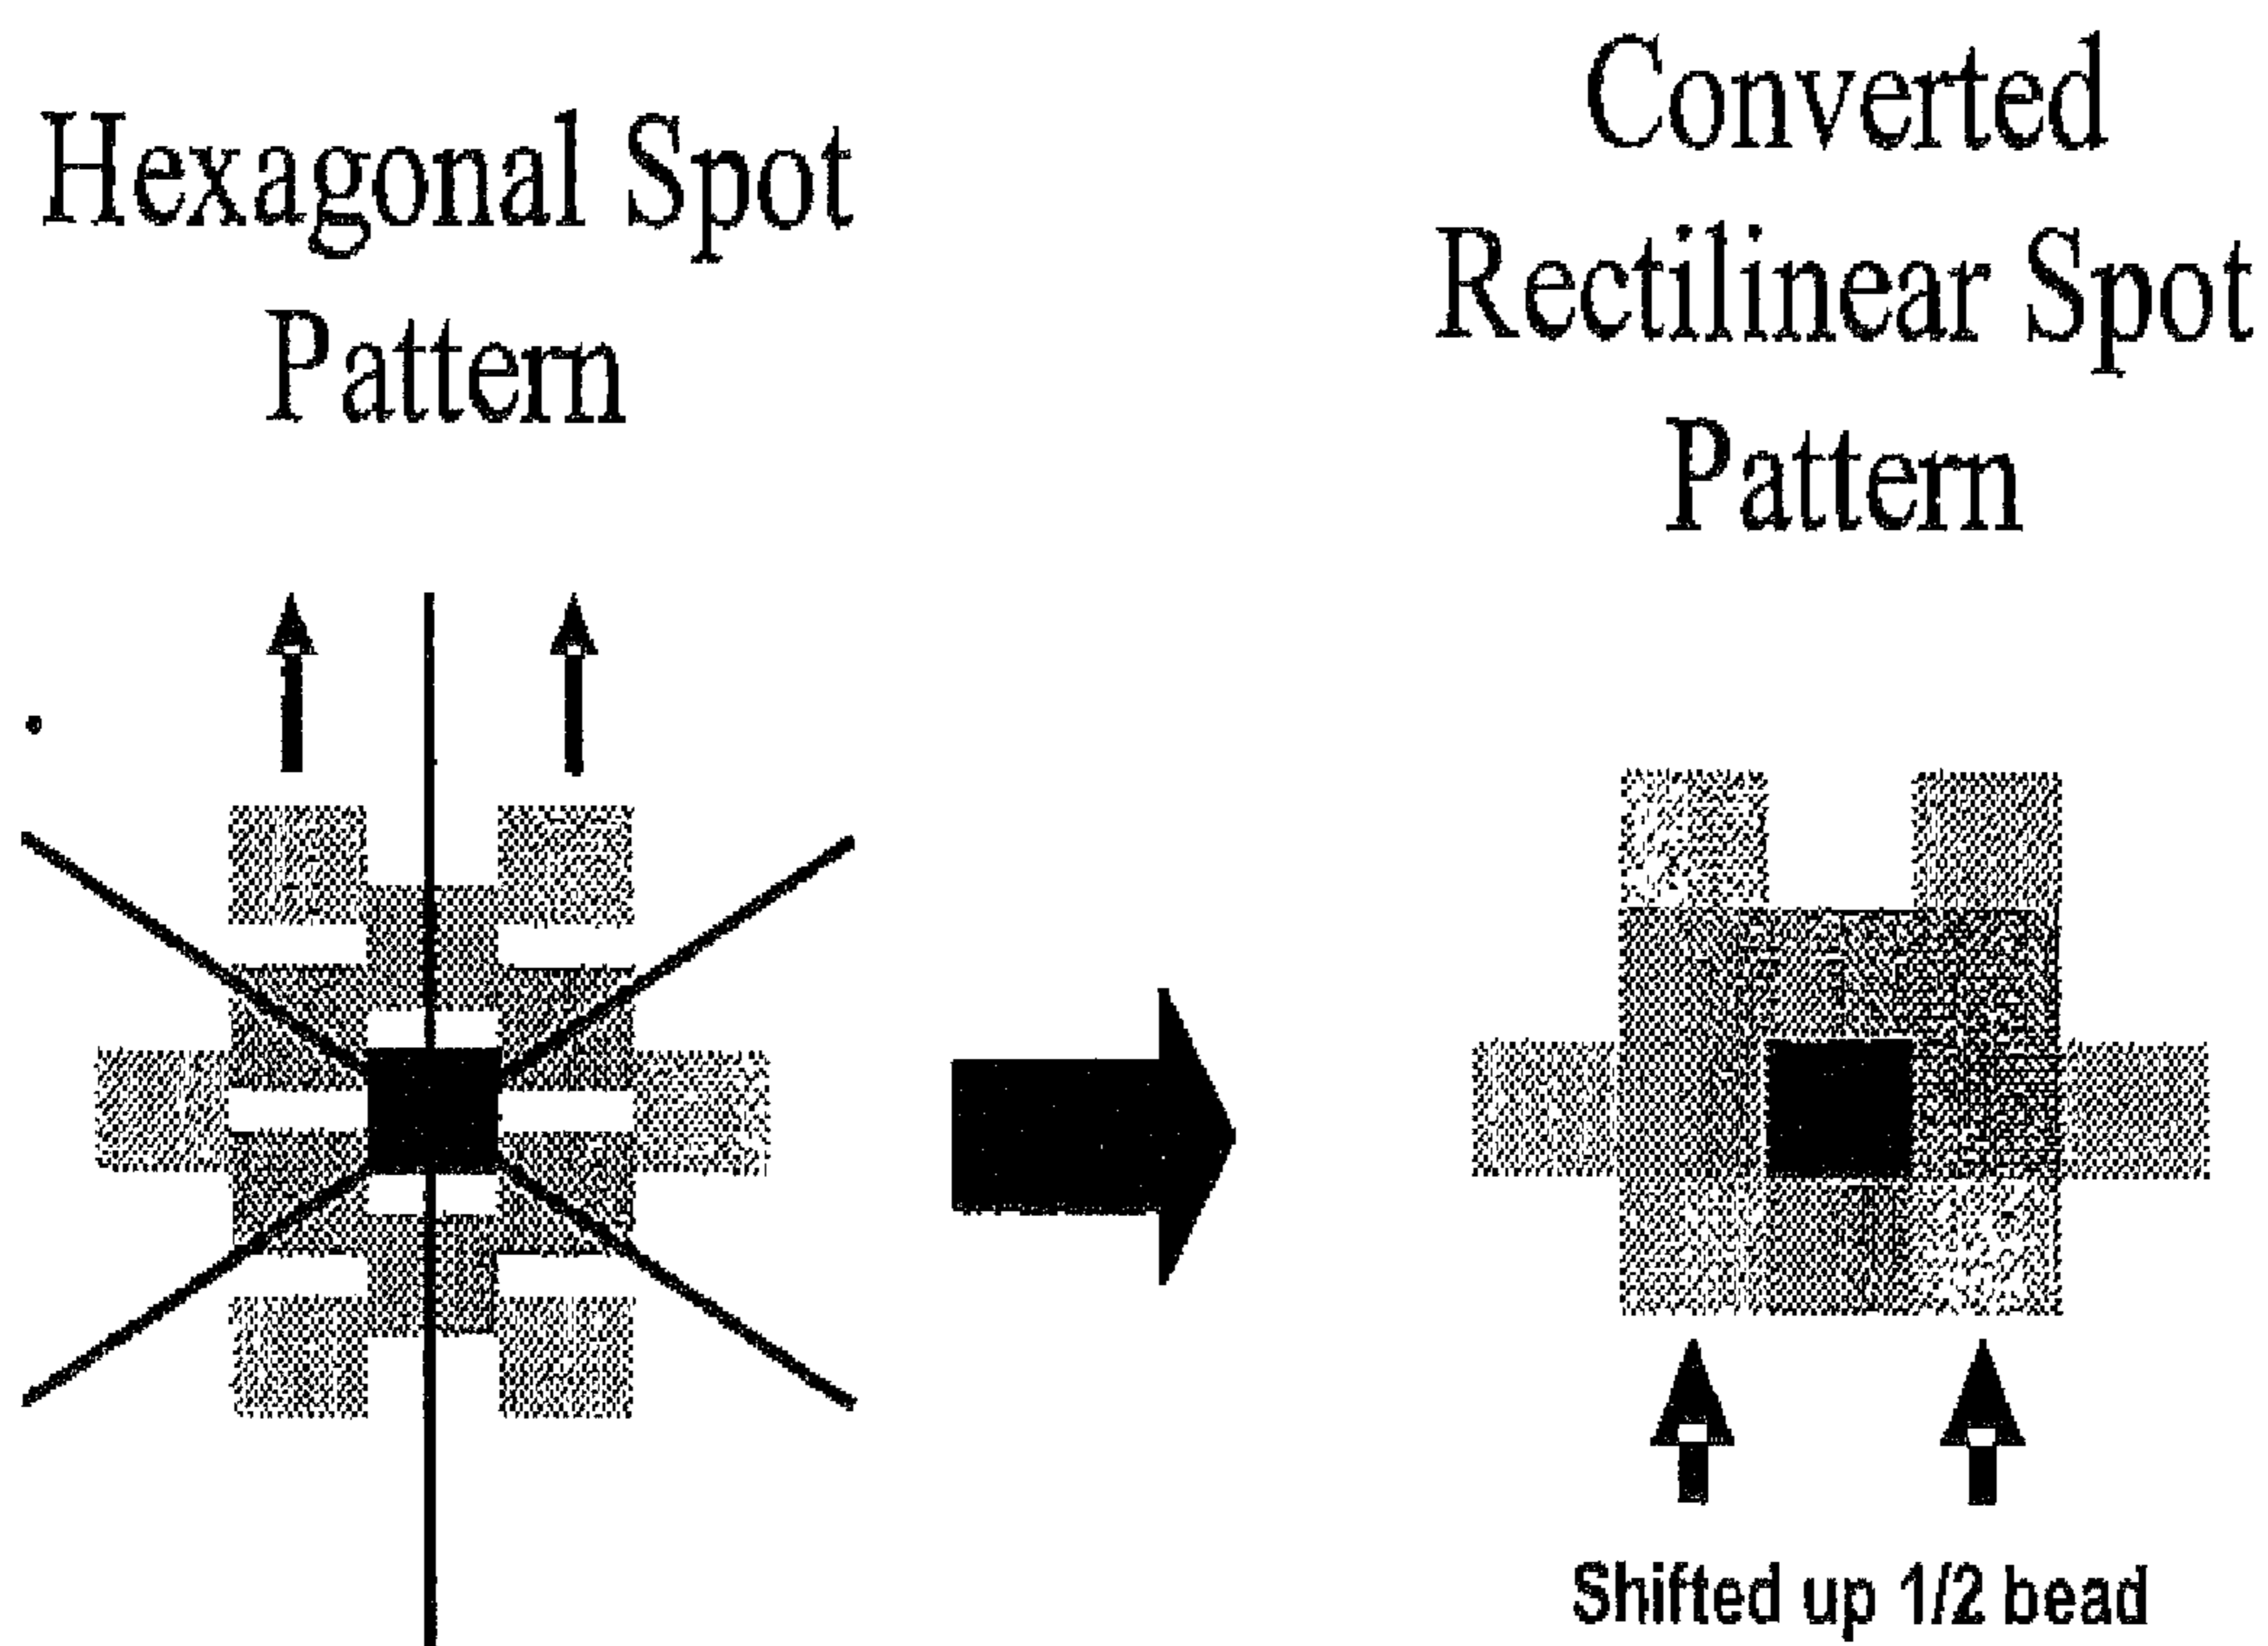 Hexagonal Spot
Pattern
Converted
Rectilinear Spot
Pattern
Shifted up 1/2 bead